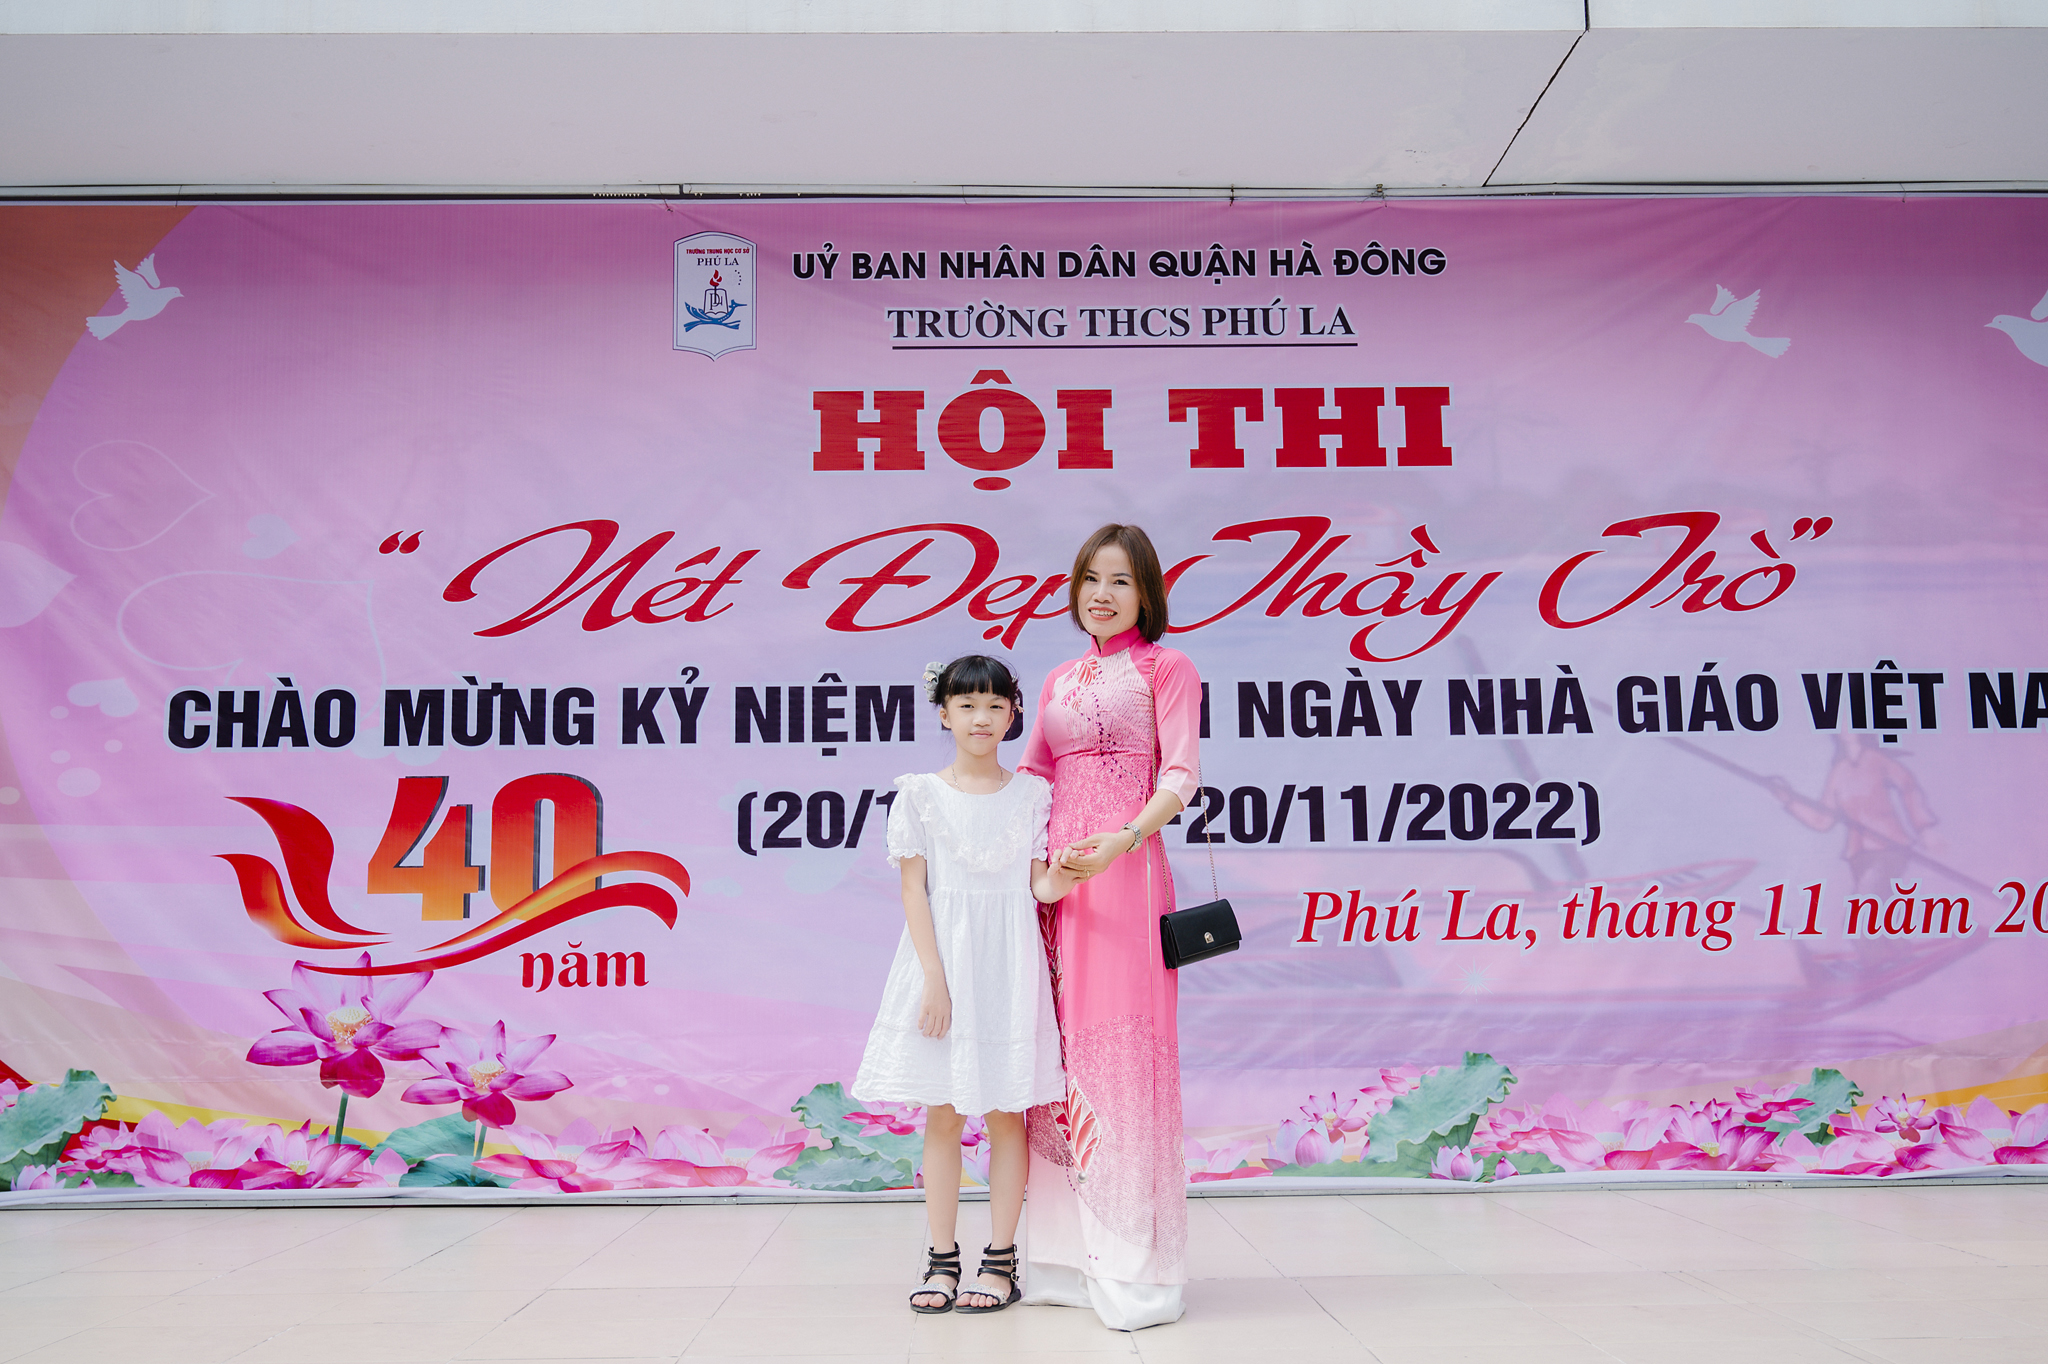 TRƯỜNG TRUNG HỌC CƠ SỞ
PHÚ LA
UỶ BAN NHÂN DÂN QUẬN HÀ ĐÔNG
TRƯỜNG THCS PHÚ LA
HỘI THI
“Nét Đẹp Thầy Trò”
CHÀO MỪNG KỶ NIỆM NGÀY NHÀ GIÁO VIỆT NA
40 năm
(20/1 -20/11/2022)
Phú La, tháng 11 năm 20